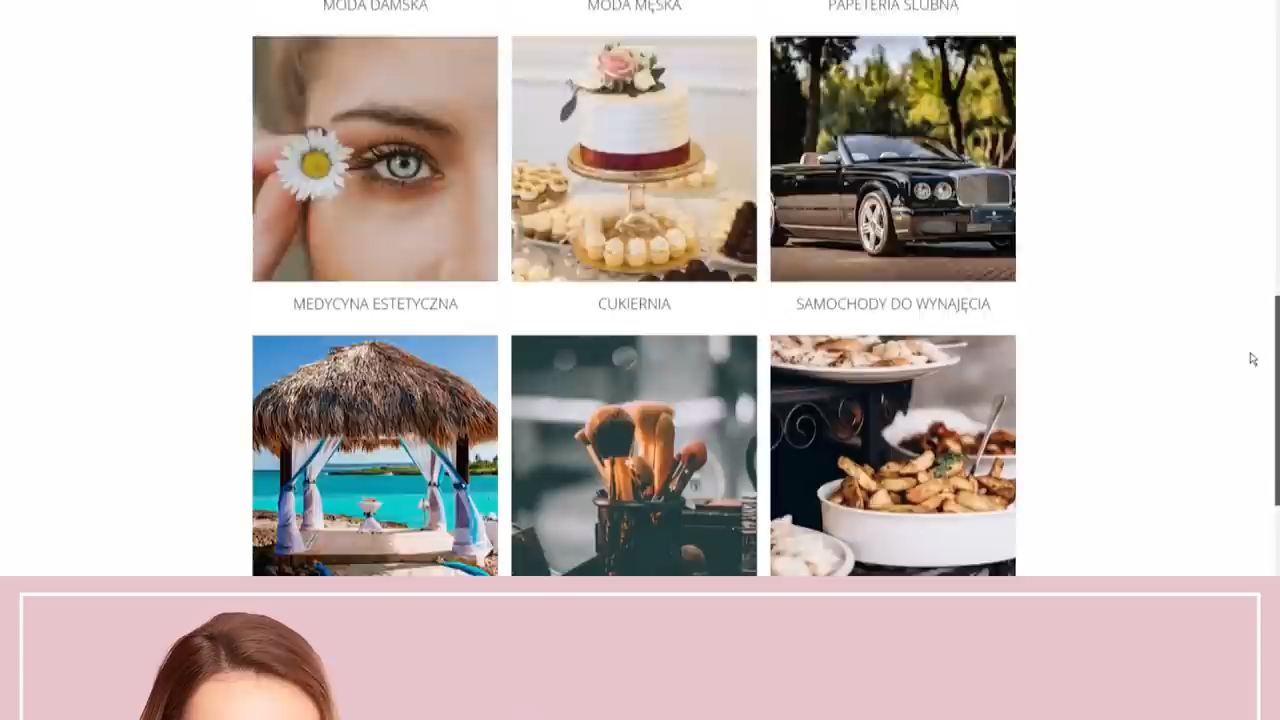 MODA DAMSKA
MODA MĘSKA
PAPETERIA ŚLUBNA
MEDYCYNA ESTETYCZNA
CUKIERNIA
SAMOCHODY DO WYNAJĘCIA